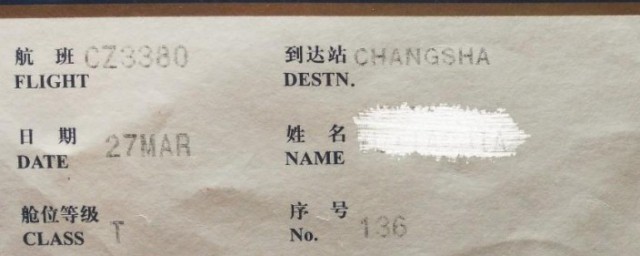 航 班 CZ3380 到达站 CHANGSHA
FLIGHT DESTN.
日 期 27MAR 姓 名
DATE NAME
舱位等级 T 序 号 136
CLASS No.